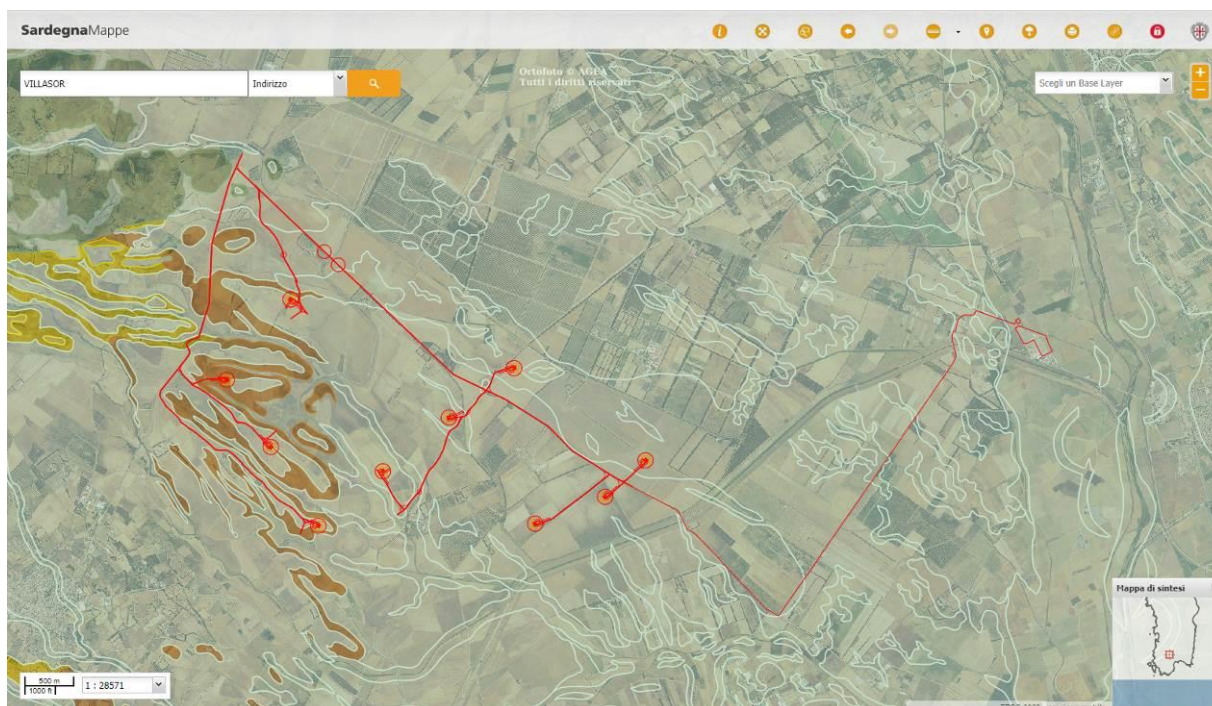 SardegnaMappe
VILLASOR
Indirizzo
Ortofoto © AGEA
Tutti i diritti riservati
Scegli un Base Layer
+
−
Mappa di sintesi
500 m
1000 ft
1 : 28571